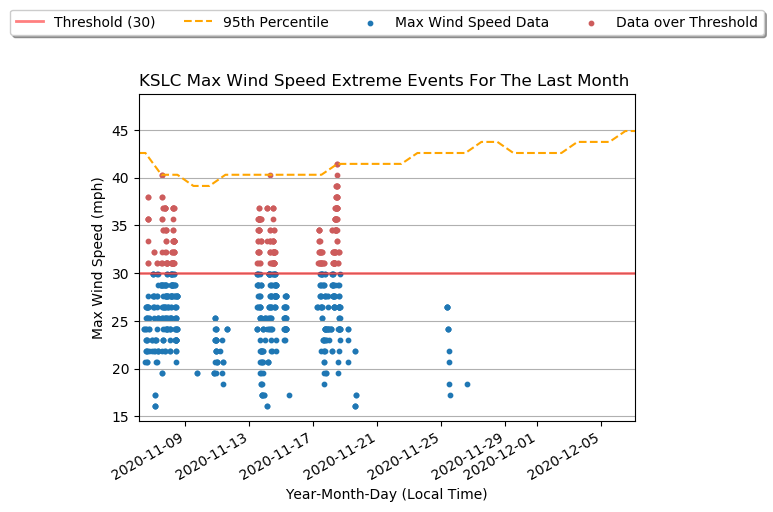 Threshold (30) 95th Percentile Max Wind Speed Data Data over Threshold
KSLC Max Wind Speed Extreme Events For The Last Month
45
40
35
30
25
20
15
Max Wind Speed (mph)
2020-11-09 2020-11-13 2020-11-17 2020-11-21 2020-11-25 2020-11-29 2020-12-01 2020-12-05
Year-Month-Day (Local Time)